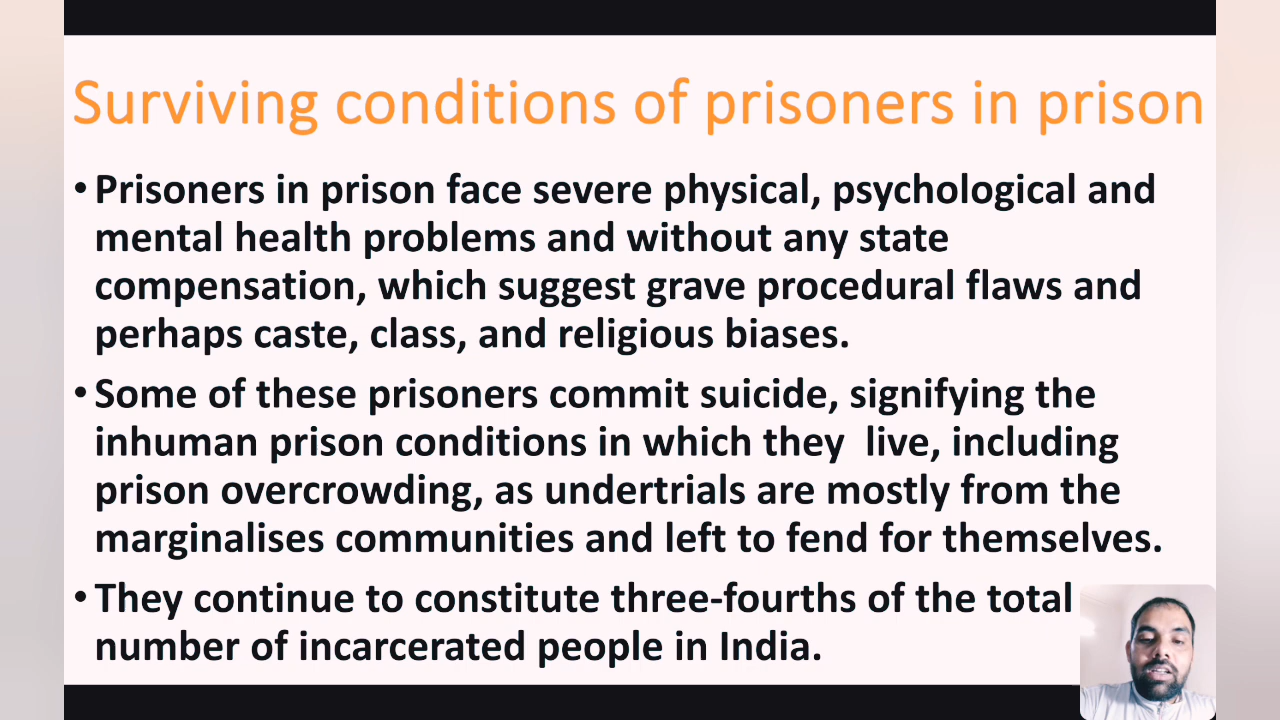 Surviving conditions of prisoners in prison
• Prisoners in prison face severe physical, psychological and
mental health problems and without any state
compensation, which suggest grave procedural flaws and
perhaps caste, class, and religious biases.
• Some of these prisoners commit suicide, signifying the
inhuman prison conditions in which they  live, including
prison overcrowding, as undertrials are mostly from the
marginalises communities and left to fend for themselves.
• They continue to constitute three-fourths of the total
number of incarcerated people in India.